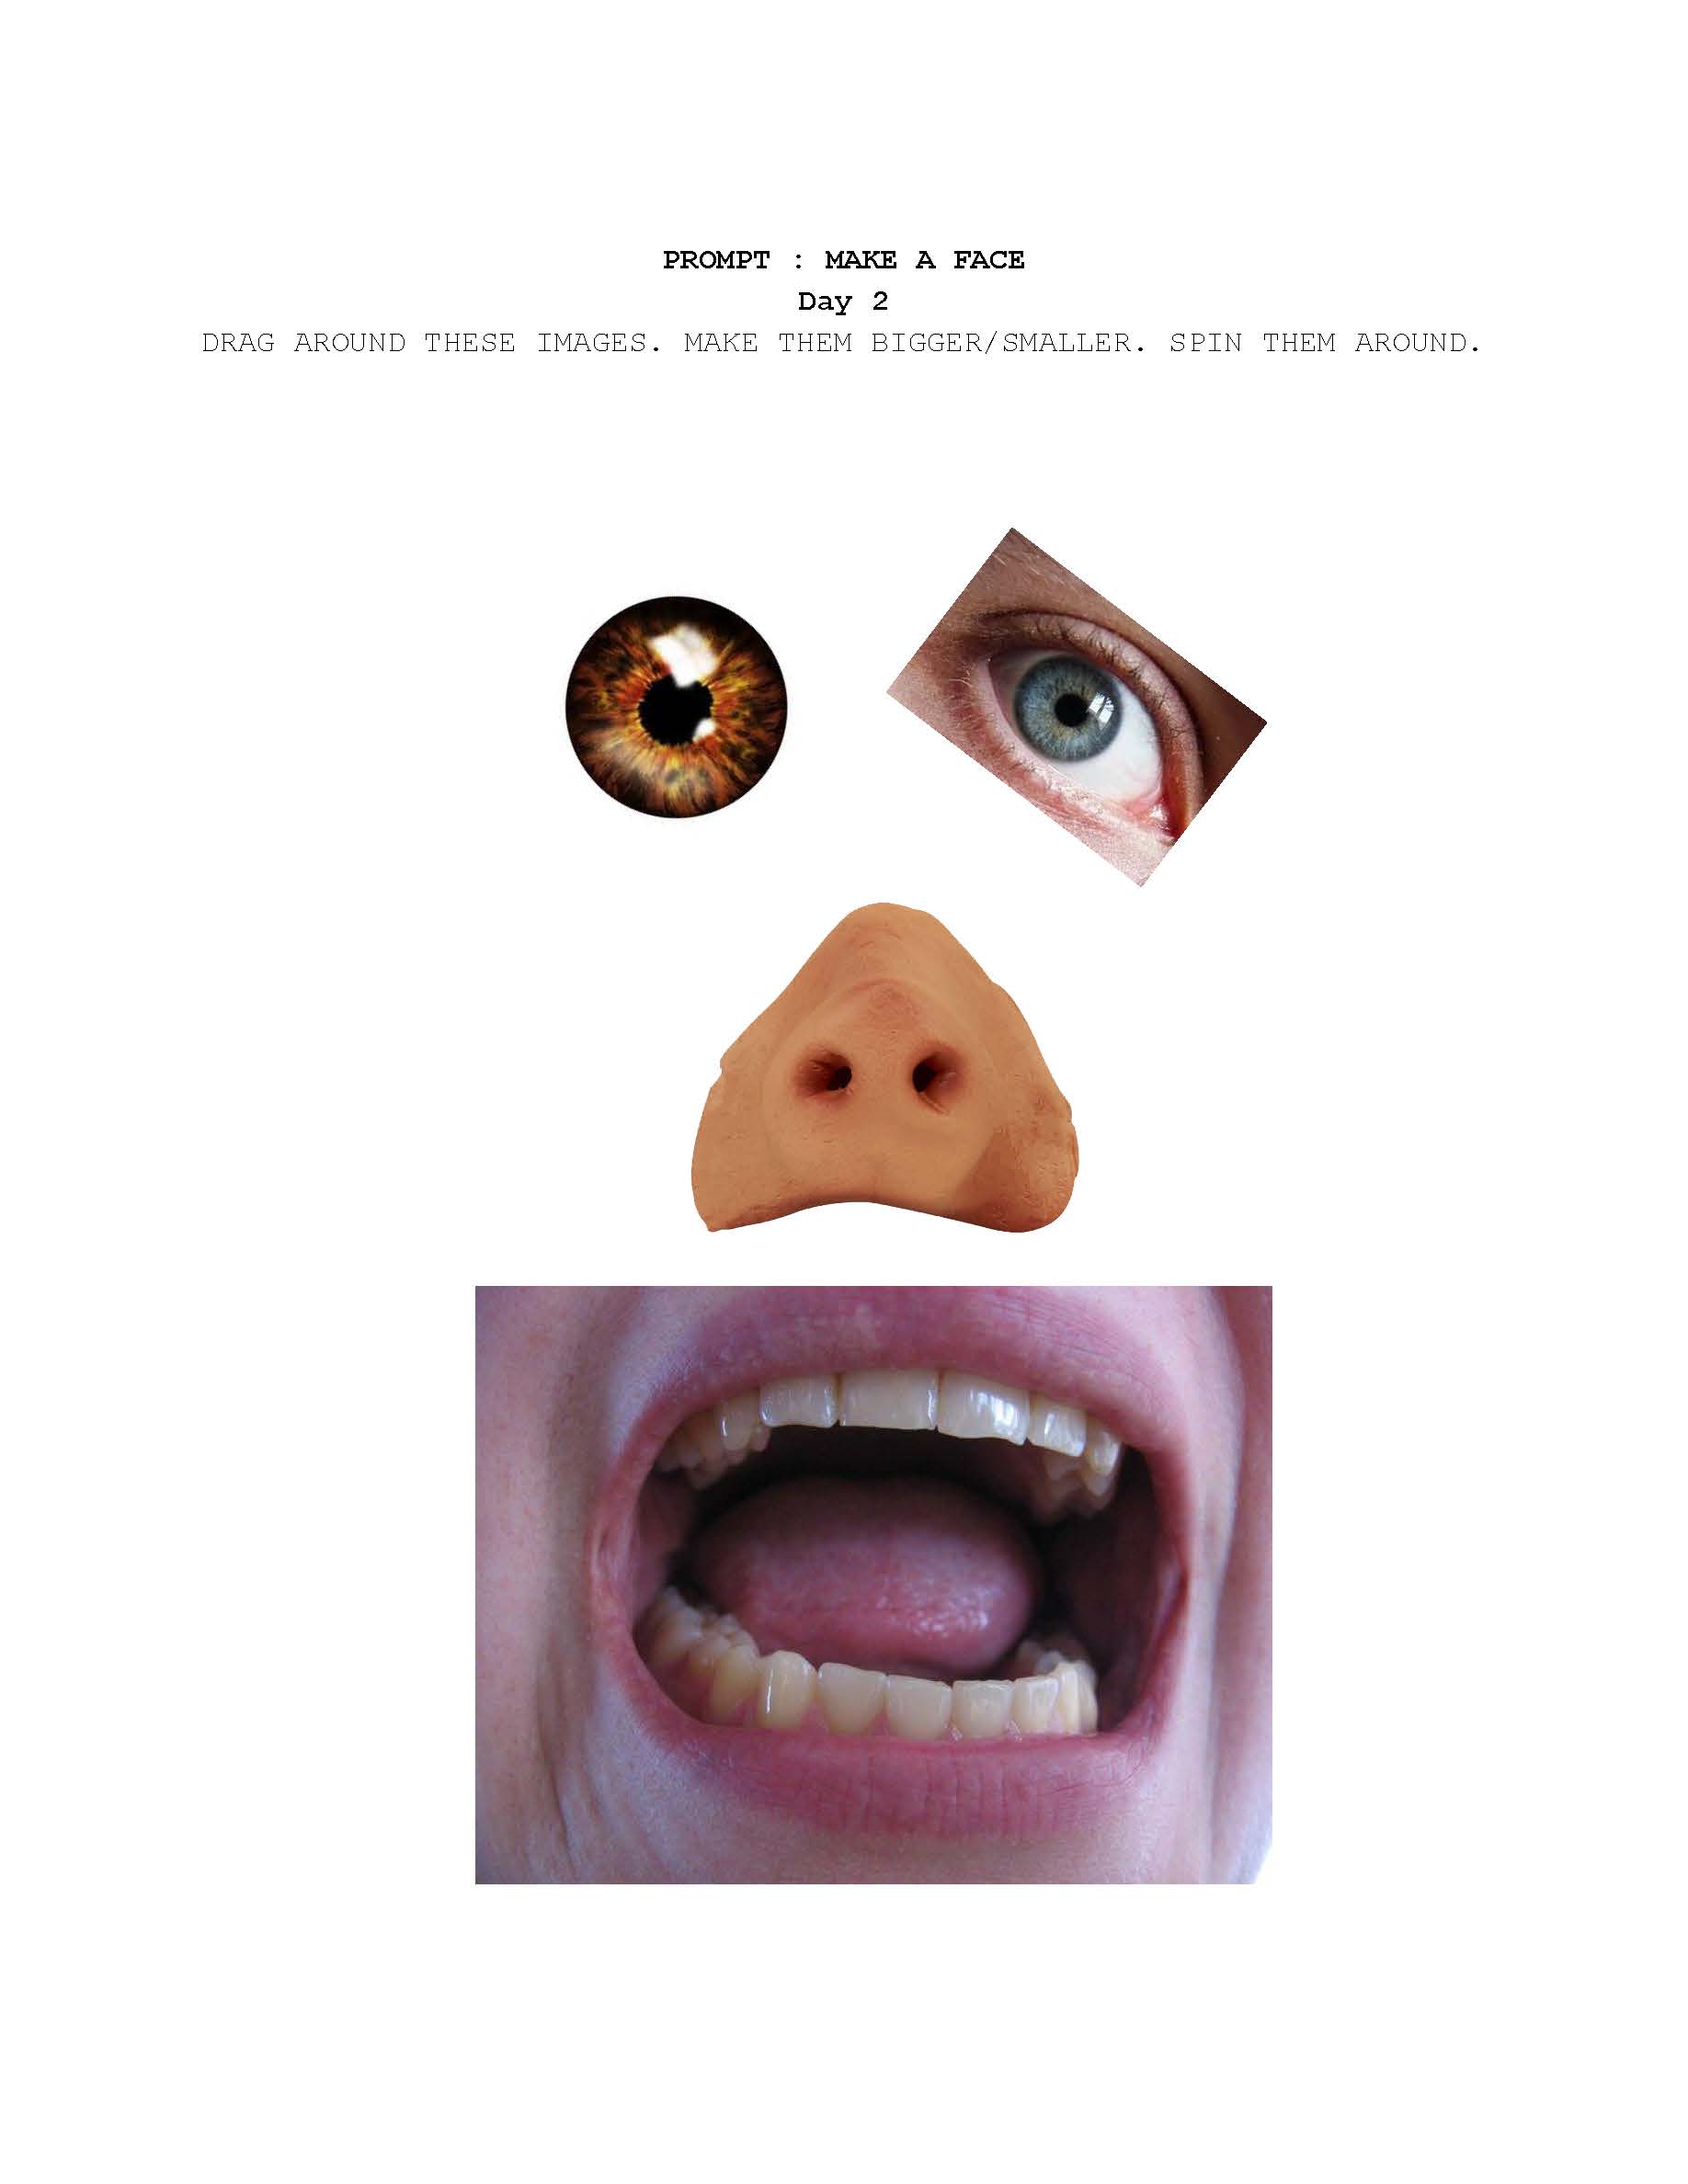 PROMPT : MAKE A FACE
Day 2
DRAG AROUND THESE IMAGES. MAKE THEM BIGGER/SMALLER. SPIN THEM AROUND.